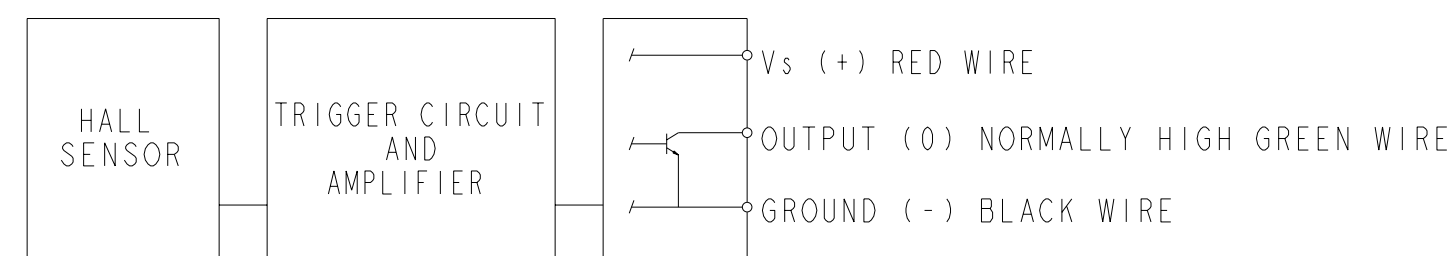 HALL
SENSOR
TRIGGER CIRCUIT
AND
AMPLIFIER
Vs (+) RED WIRE
OUTPUT (O) NORMALLY HIGH GREEN WIRE
GROUND (-) BLACK WIRE